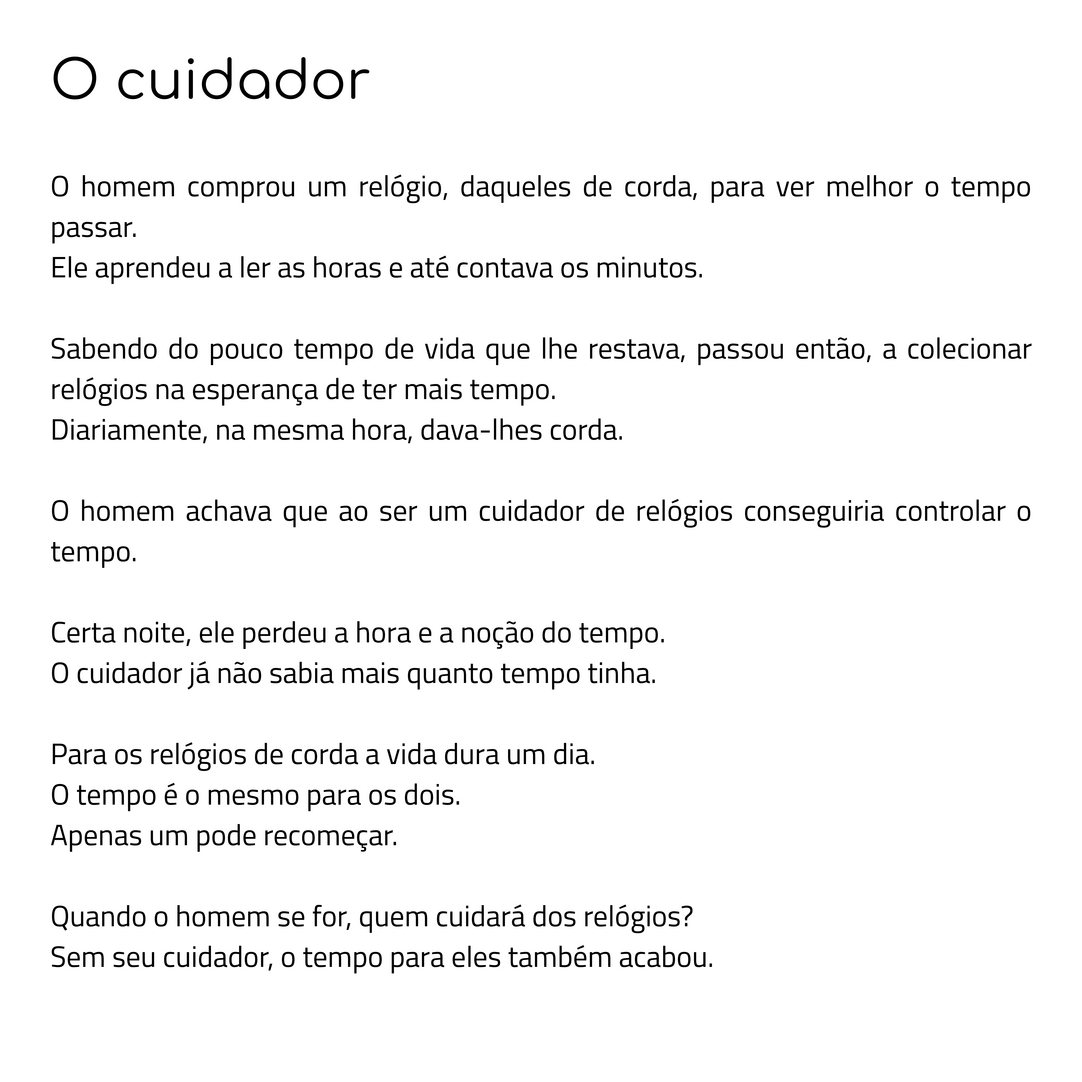 O cuidador
O homem comprou um relógio, daqueles de corda, para ver melhor o tempo
passar.
Ele aprendeu a ler as horas e até contava os minutos.
Sabendo do pouco tempo de vida que lhe restava, passou então, a colecionar
relógios na esperança de ter mais tempo.
Diariamente, na mesma hora, dava-lhes corda.
O homem achava que ao ser um cuidador de relógios conseguiria controlar o
tempo.
Certa noite, ele perdeu a hora e a noção do tempo.
O cuidador já não sabia mais quanto tempo tinha.
Para os relógios de corda a vida dura um dia.
O tempo é o mesmo para os dois.
Apenas um pode recomeçar.
Quando o homem se for, quem cuidará dos relógios?
Sem seu cuidador, o tempo para eles também acabou.